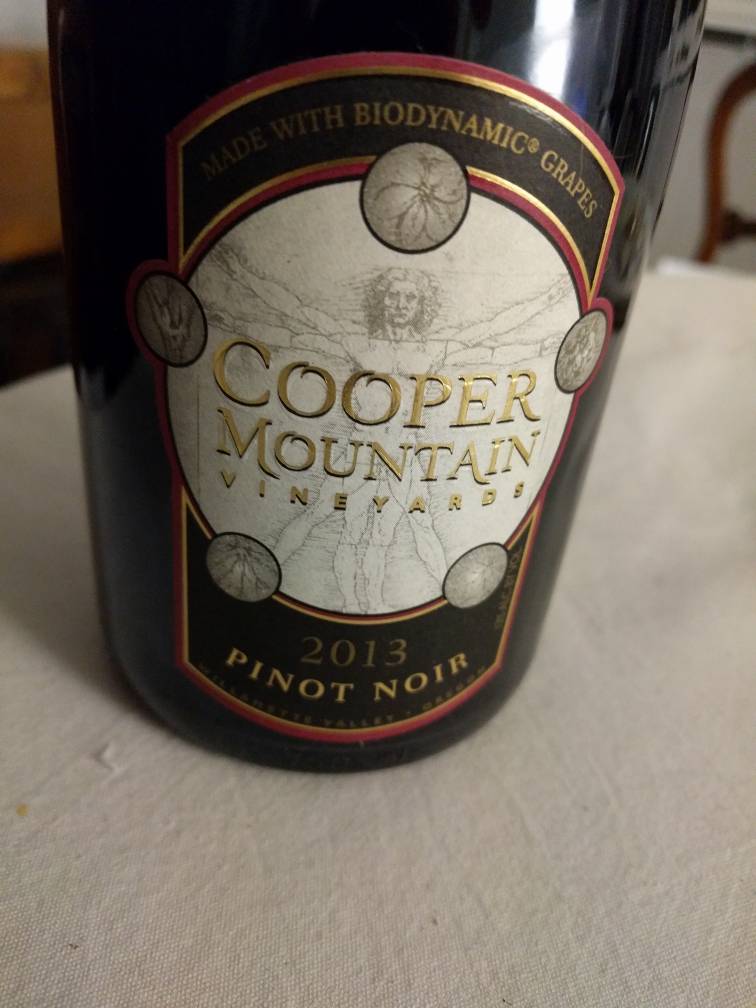 MADE WITH BIODYNAMIC® GRAPES
COOPER
MOUNTAIN
VINEYARDS
2013
PINOT NOIR
WILLAMETTE VALLEY • OREGON